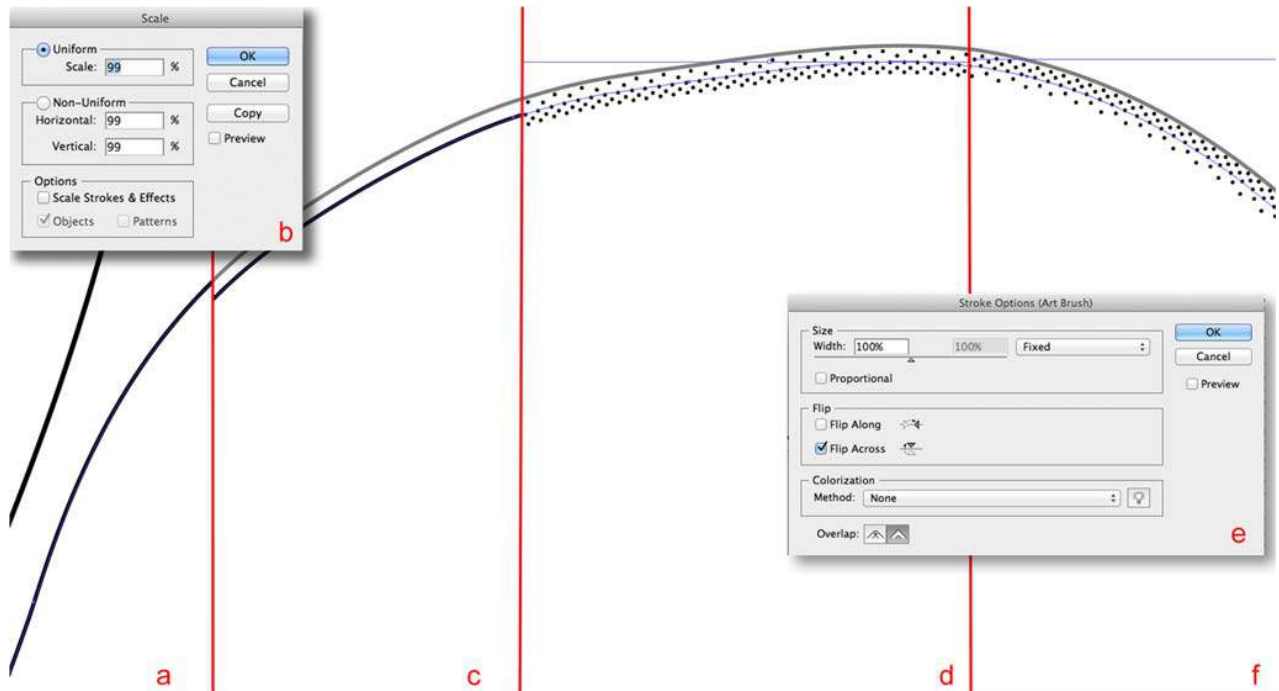 Scale
Uniform
Scale: 99 %
OK
Cancel
Non-Uniform
Horizontal: 99 %
Vertical: 99 %
Copy
Preview
Options
Scale Strokes & Effects
Objects Patterns
b
Stroke Options (Art Brush)
Size
Width: 100% 100% Fixed
Proportional
OK
Cancel
Preview
Flip
Flip Along
Flip Across
Colorization
Method: None
Overlap:
e
a c d f